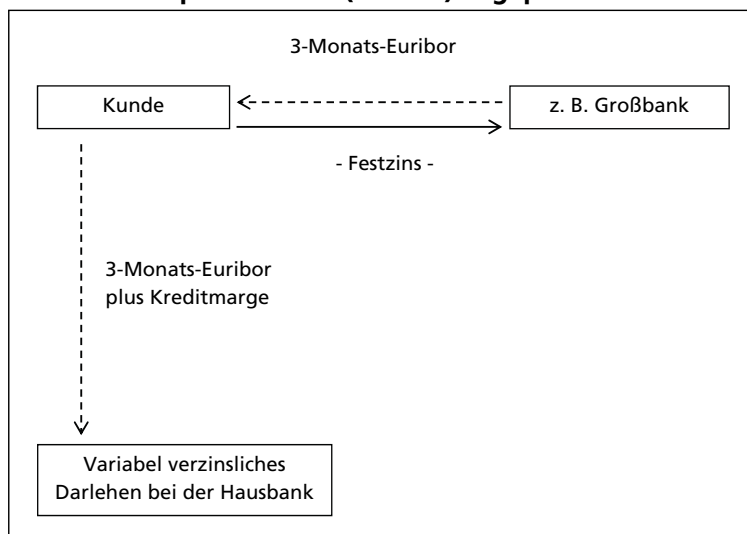 3-Monats-Euribor
Kunde
z. B. Großbank
- Festzins -
3-Monats-Euribor
plus Kreditmarge
Variabel verzinsliches
Darlehen bei der Hausbank